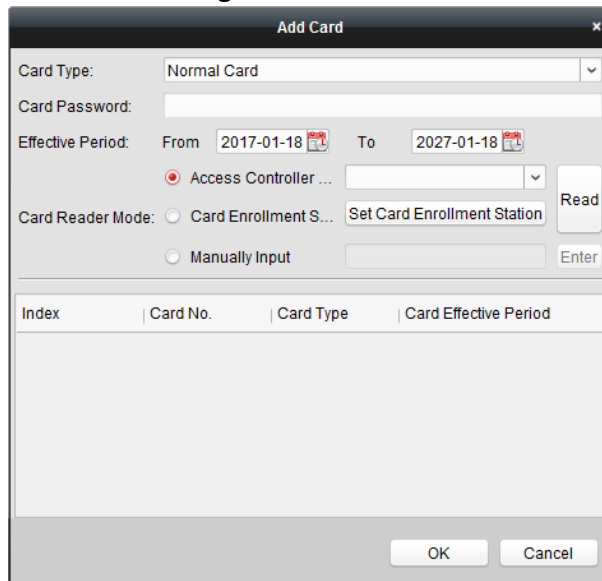 Add Card ×
Card Type: Normal Card
Card Password:
Effective Period: From 2017-01-18 To 2027-01-18
Access Controller ...
Card Reader Mode: Card Enrollment S... Set Card Enrollment Station Read
Manually Input Enter
Index Card No. Card Type Card Effective Period
OK Cancel